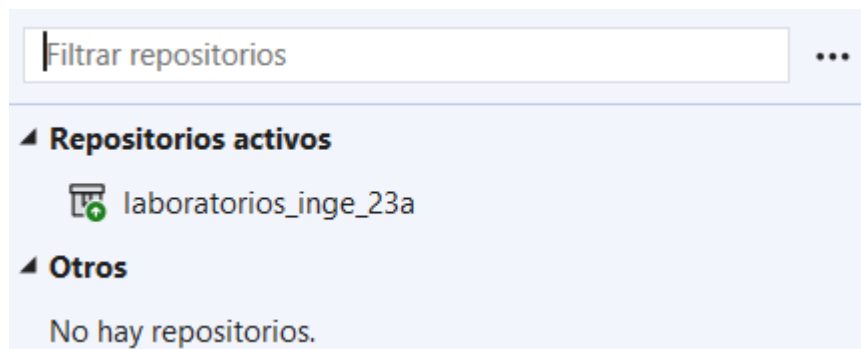 Filtrar repositorios
Repositorios activos
laboratorios_inge_23a
Otros
No hay repositorios.